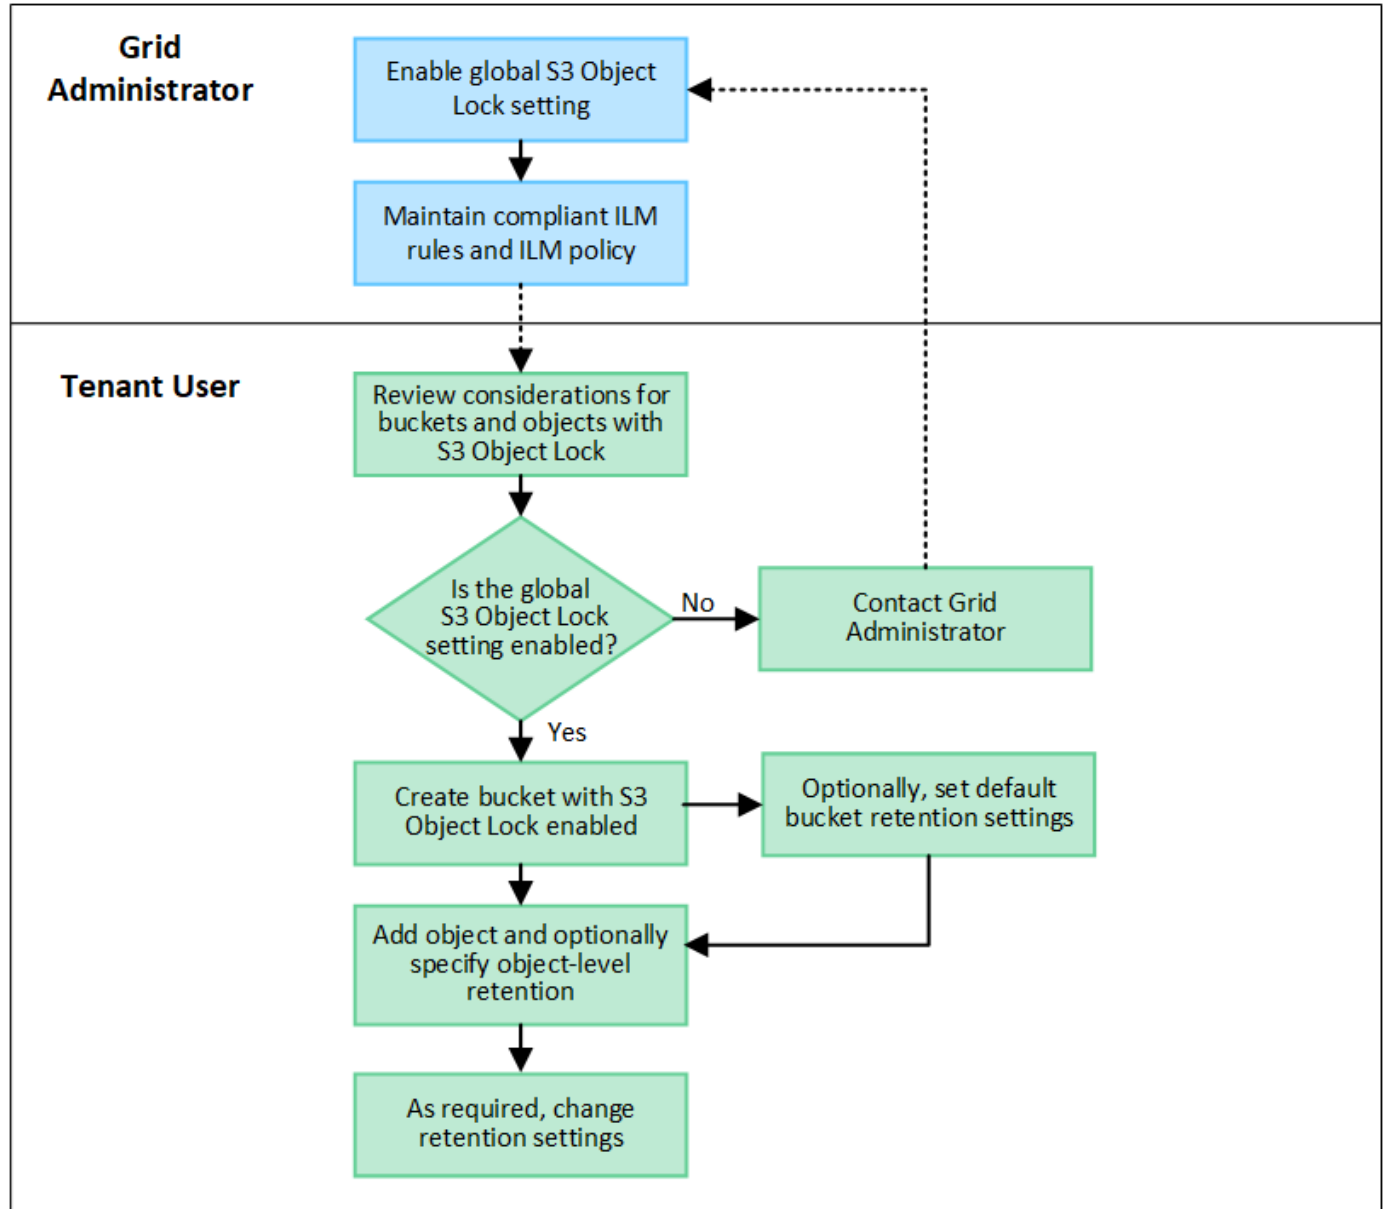 Grid
Administrator
Enable global S3 Object
Lock setting
Maintain compliant ILM
rules and ILM policy
Tenant User
Review considerations for
buckets and objects with
S3 Object Lock
Is the global
S3 Object Lock
setting enabled?
No
Contact Grid
Administrator
Yes
Create bucket with S3
Object Lock enabled
Optionally, set default
bucket retention settings
Add object and optionally
specify object-level
retention
As required, change
retention settings